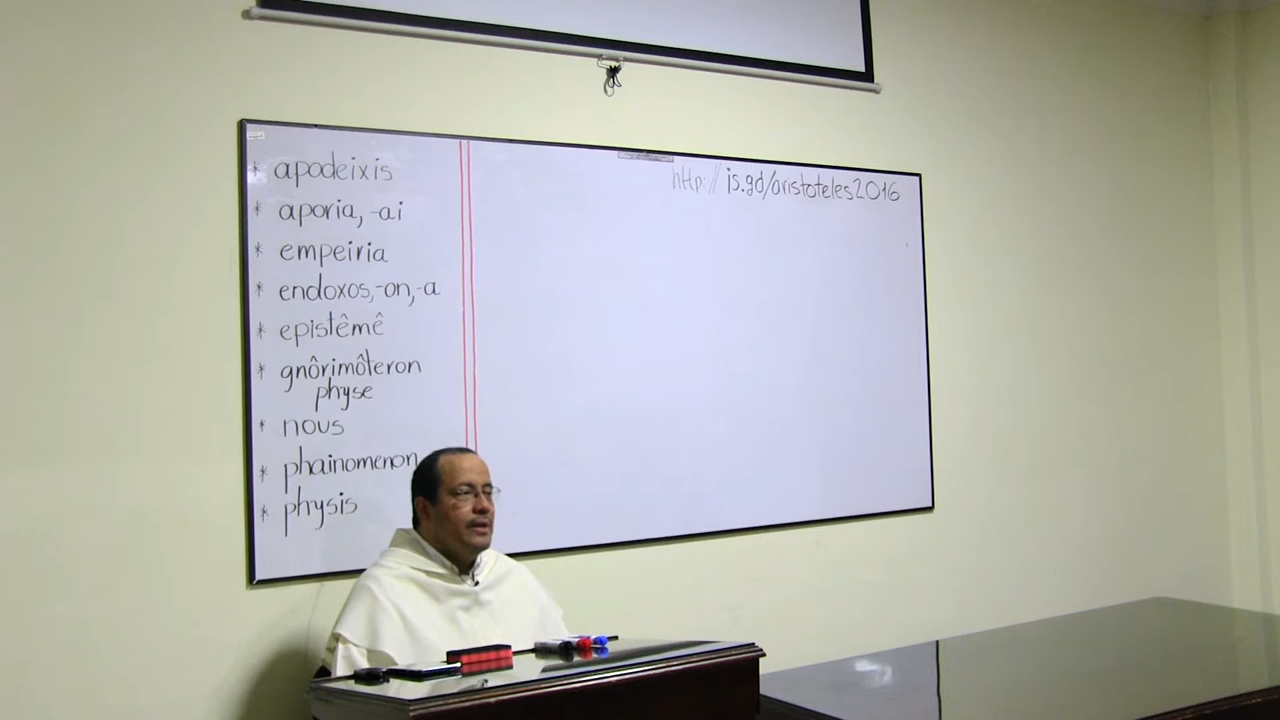 * apodeixis
* aporia, -ai
* empeiria
* endoxos,-on,-a
* epistêmê
* gnôrimôteron
physe
* nous
* phainomenon
* physis
http://is.gd/aristoteles2016